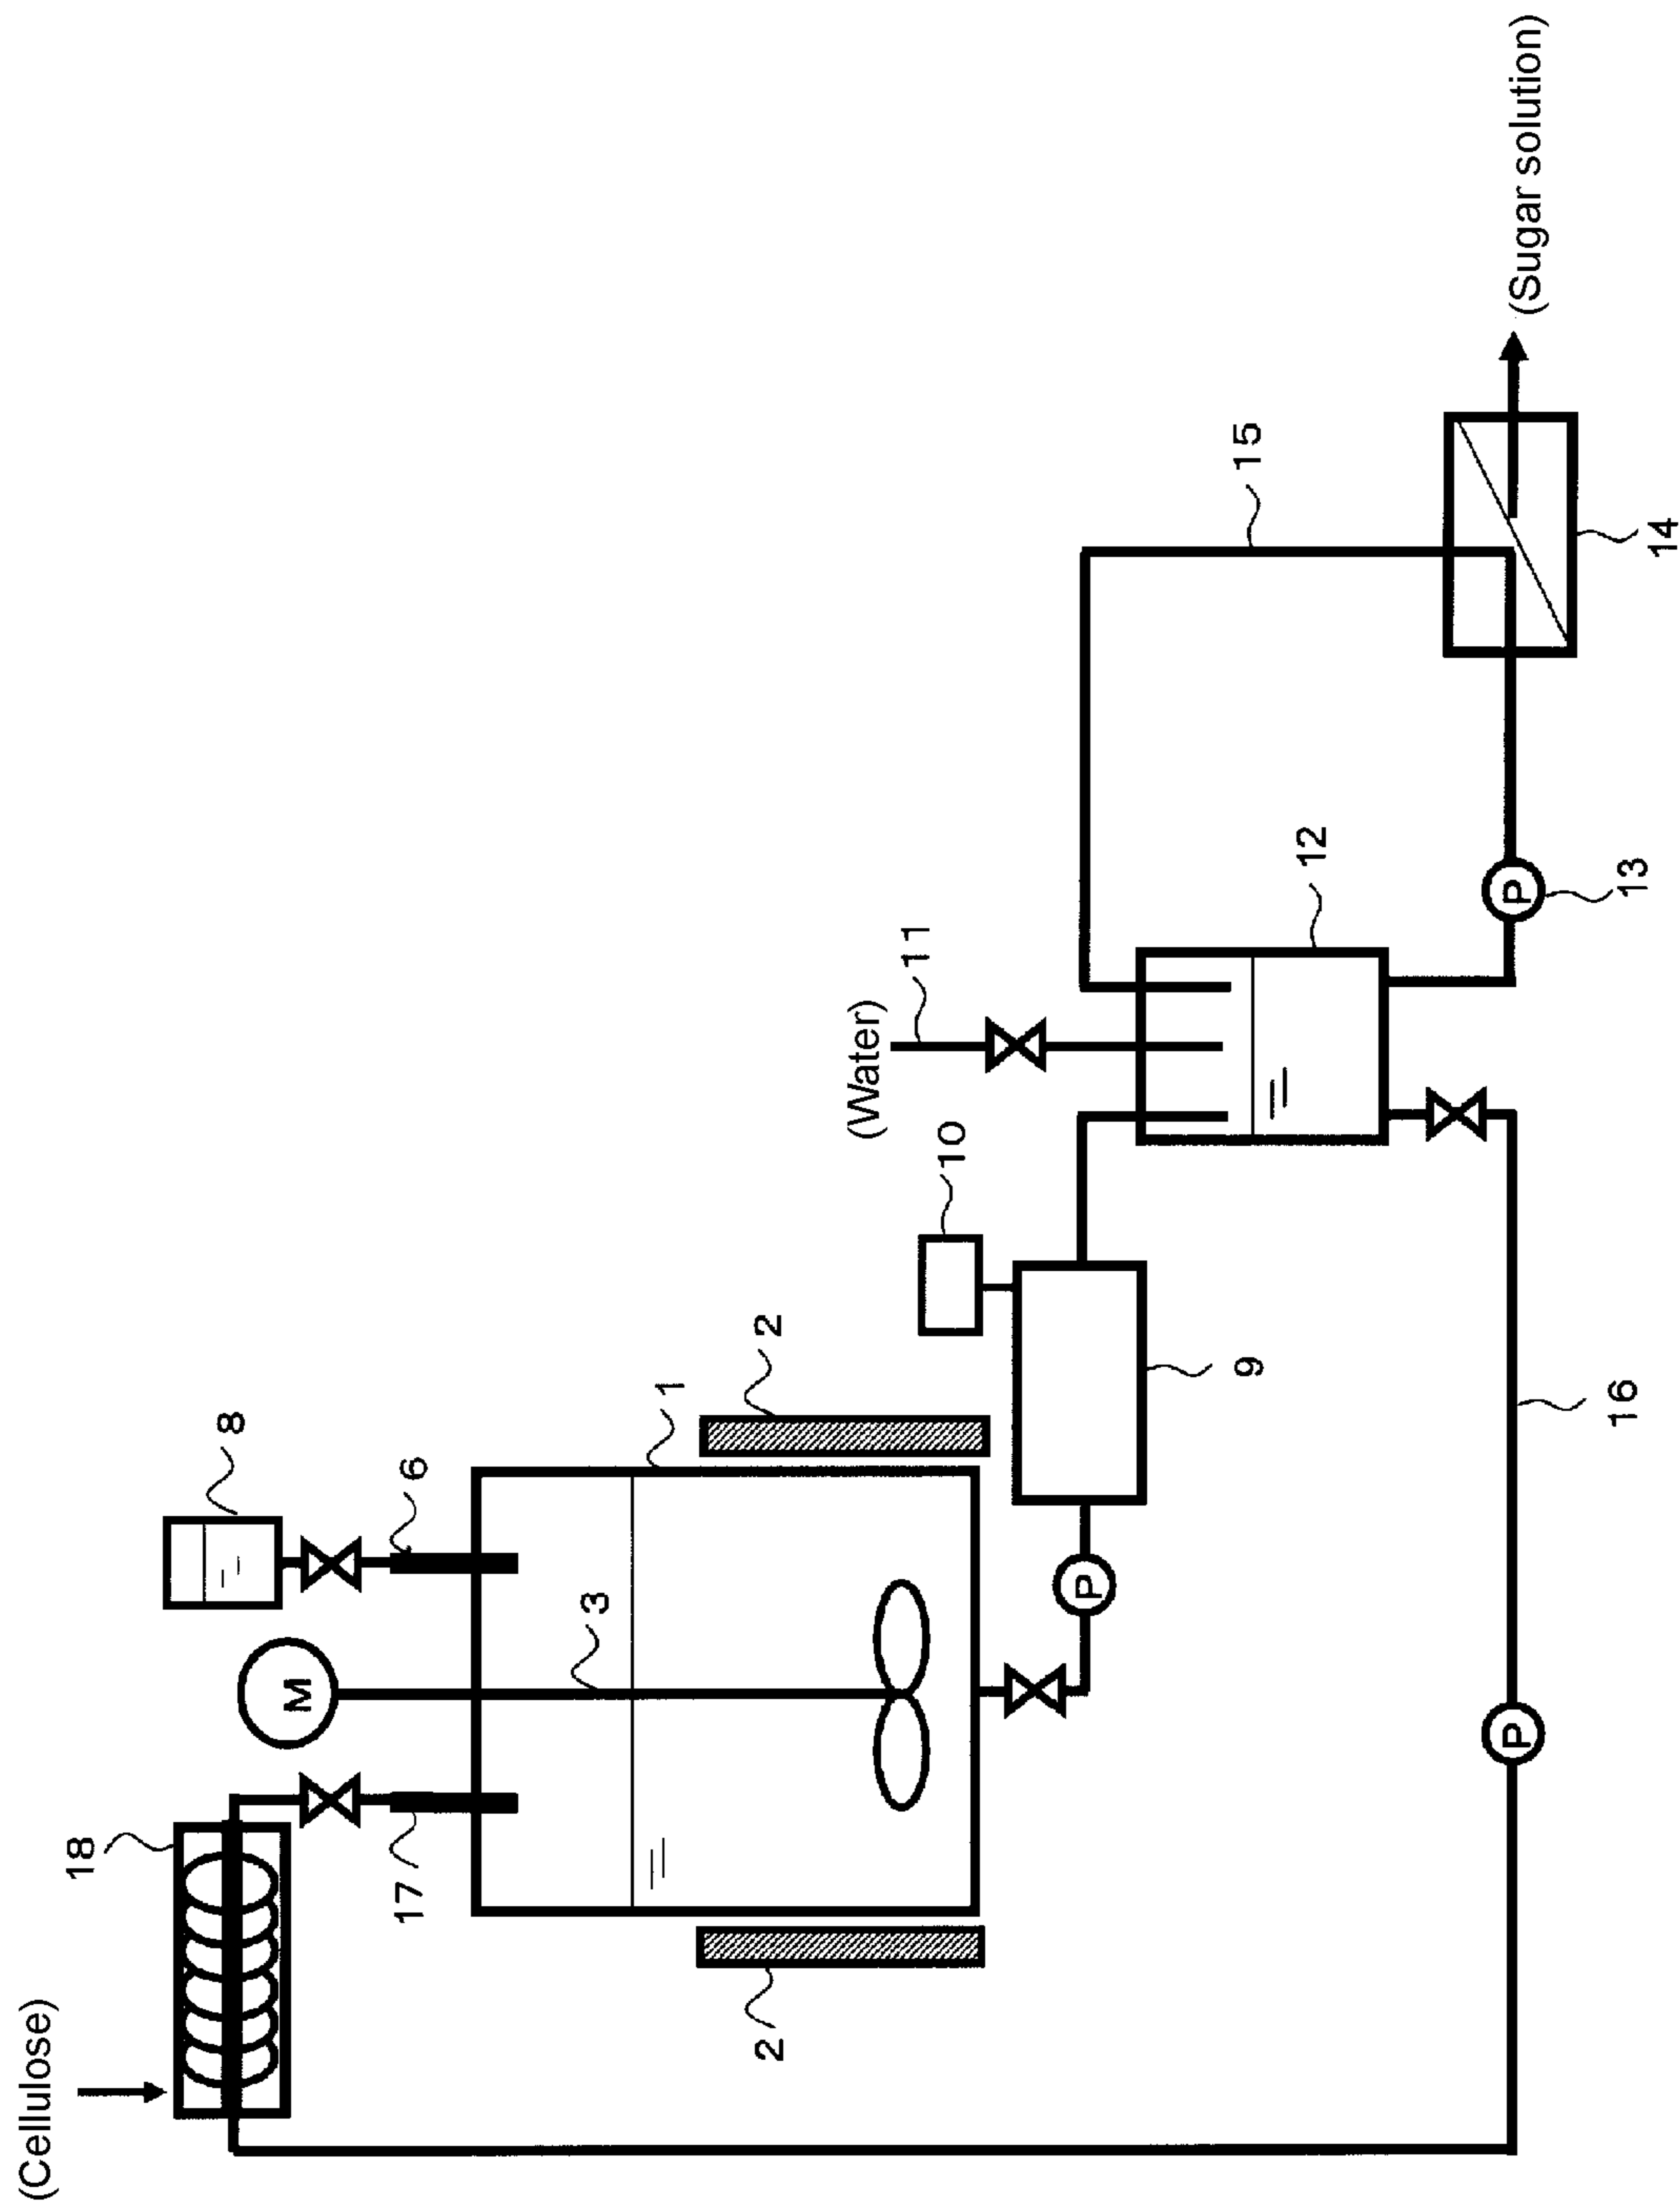 (Cellulose)
18
17
M
8
6
3
1
2
2
P
9
10
(Water)
11
12
P
13
15
14
(Sugar solution)
16
P